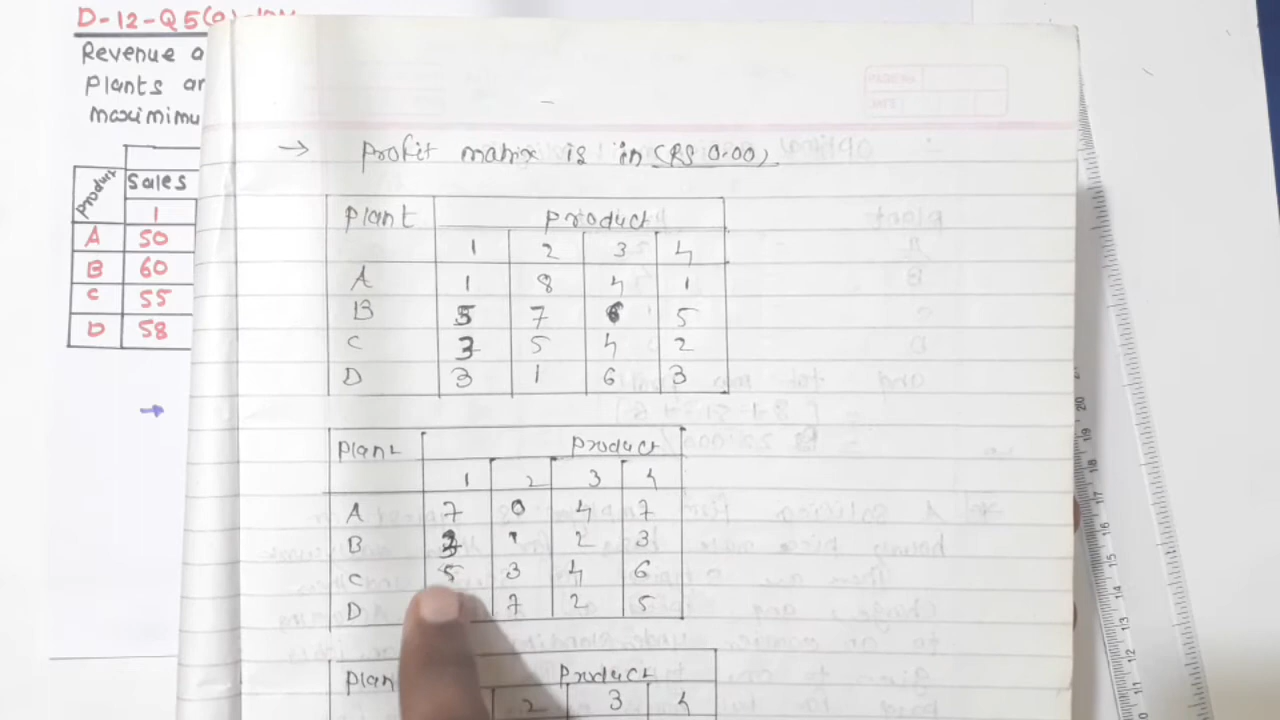 D-12-Q5(a)-10M
Revenue a
Plants ar
maximimu
Product
Sales
1
A 50
B 60
C 55
D 58
→ Profit matrix is in (RS 0.00)
Plant Product
1 2 3 4
A 1 8 4 1
B 5 7 6 5
C 3 5 4 2
D 3 1 6 3
Plant Product
1 2 3 4
A 7 0 4 7
B 3 1 2 3
C 5 3 4 6
D 7 2 5
Plan Product
2 3 4